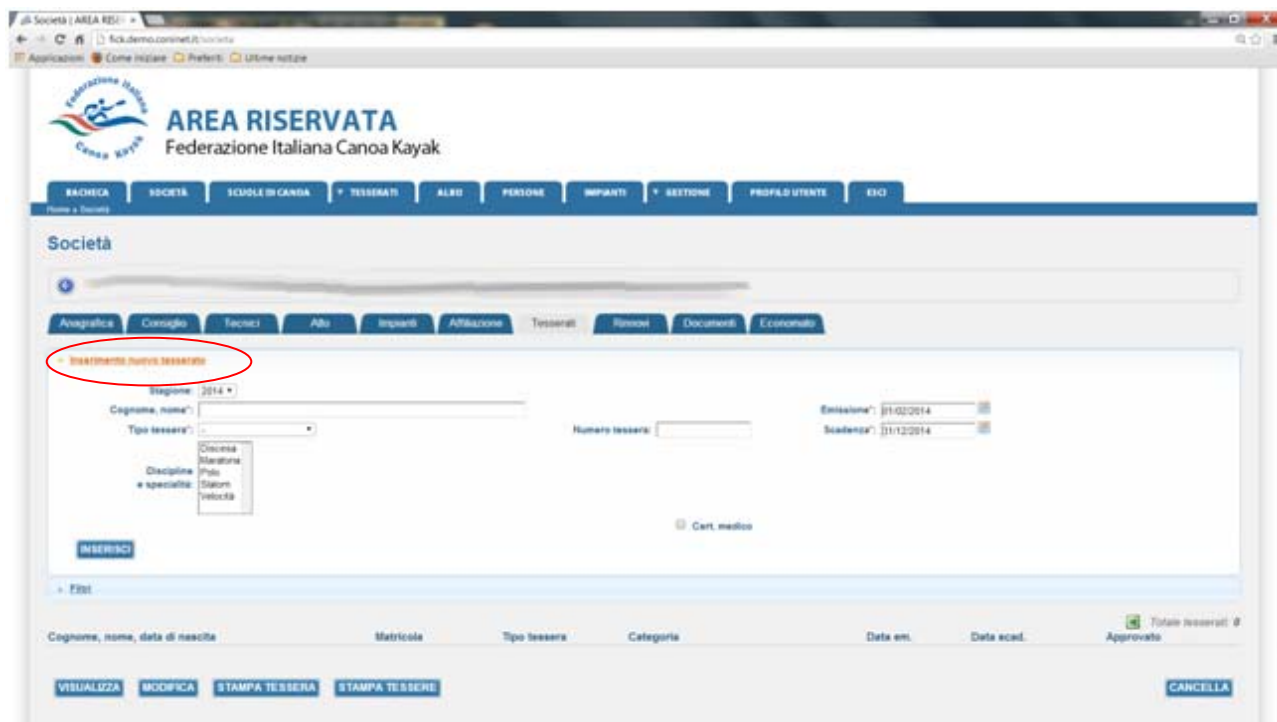 Società | AREA RISE
fick.demo.coninet.it/societa
Applicazioni Come iniziare Preferiti Ultime notizie
Federazione Italiana
Canoa Kayak
AREA RISERVATA
Federazione Italiana Canoa Kayak
BACHECA SOCIETÀ SCUOLE DI CANOA TESSERATI ALBO PERSONE IMPIANTI GESTIONE PROFILO UTENTE ESCI
Home » Società
Società
Anagrafica Consiglio Tecnici Albo Impianti Affiliazione Tesserati Rinnovi Documenti Economato
Inserimento nuovo tesserato
Stagione: 2014
Cognome, nome*: Emissione*: 01/02/2014
Tipo tessera*: - Numero tessera: Scadenza*: 31/12/2014
Discipline e specialità:
Discesa
Maratona
Polo
Slalom
Velocità
Cert. medico
INSERISCI
Filtri
Totale tesserati: 0
Cognome, nome, data di nascita Matricola Tipo tessera Categoria Data em. Data scad. Approvato
VISUALIZZA MODIFICA STAMPA TESSERA STAMPA TESSERE CANCELLA